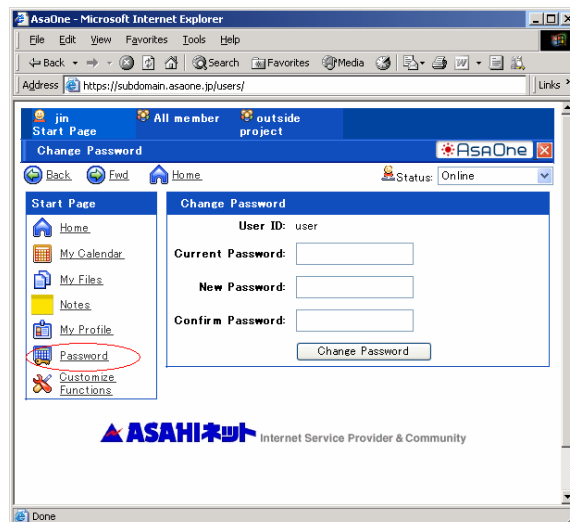 AsaOne - Microsoft Internet Explorer
File Edit View Favorites Tools Help
Back Search Favorites Media
Address https://subdomain.asaone.jp/users/ Links »
jin All member outside
Start Page project
Change Password AsaOne
Back Fwd Home Status: Online
Start Page
Home
My Calendar
My Files
Notes
My Profile
Password
Customize
Functions
Change Password
User ID: user
Current Password:
New Password:
Confirm Password:
Change Password
ASAHIネット Internet Service Provider & Community
Done